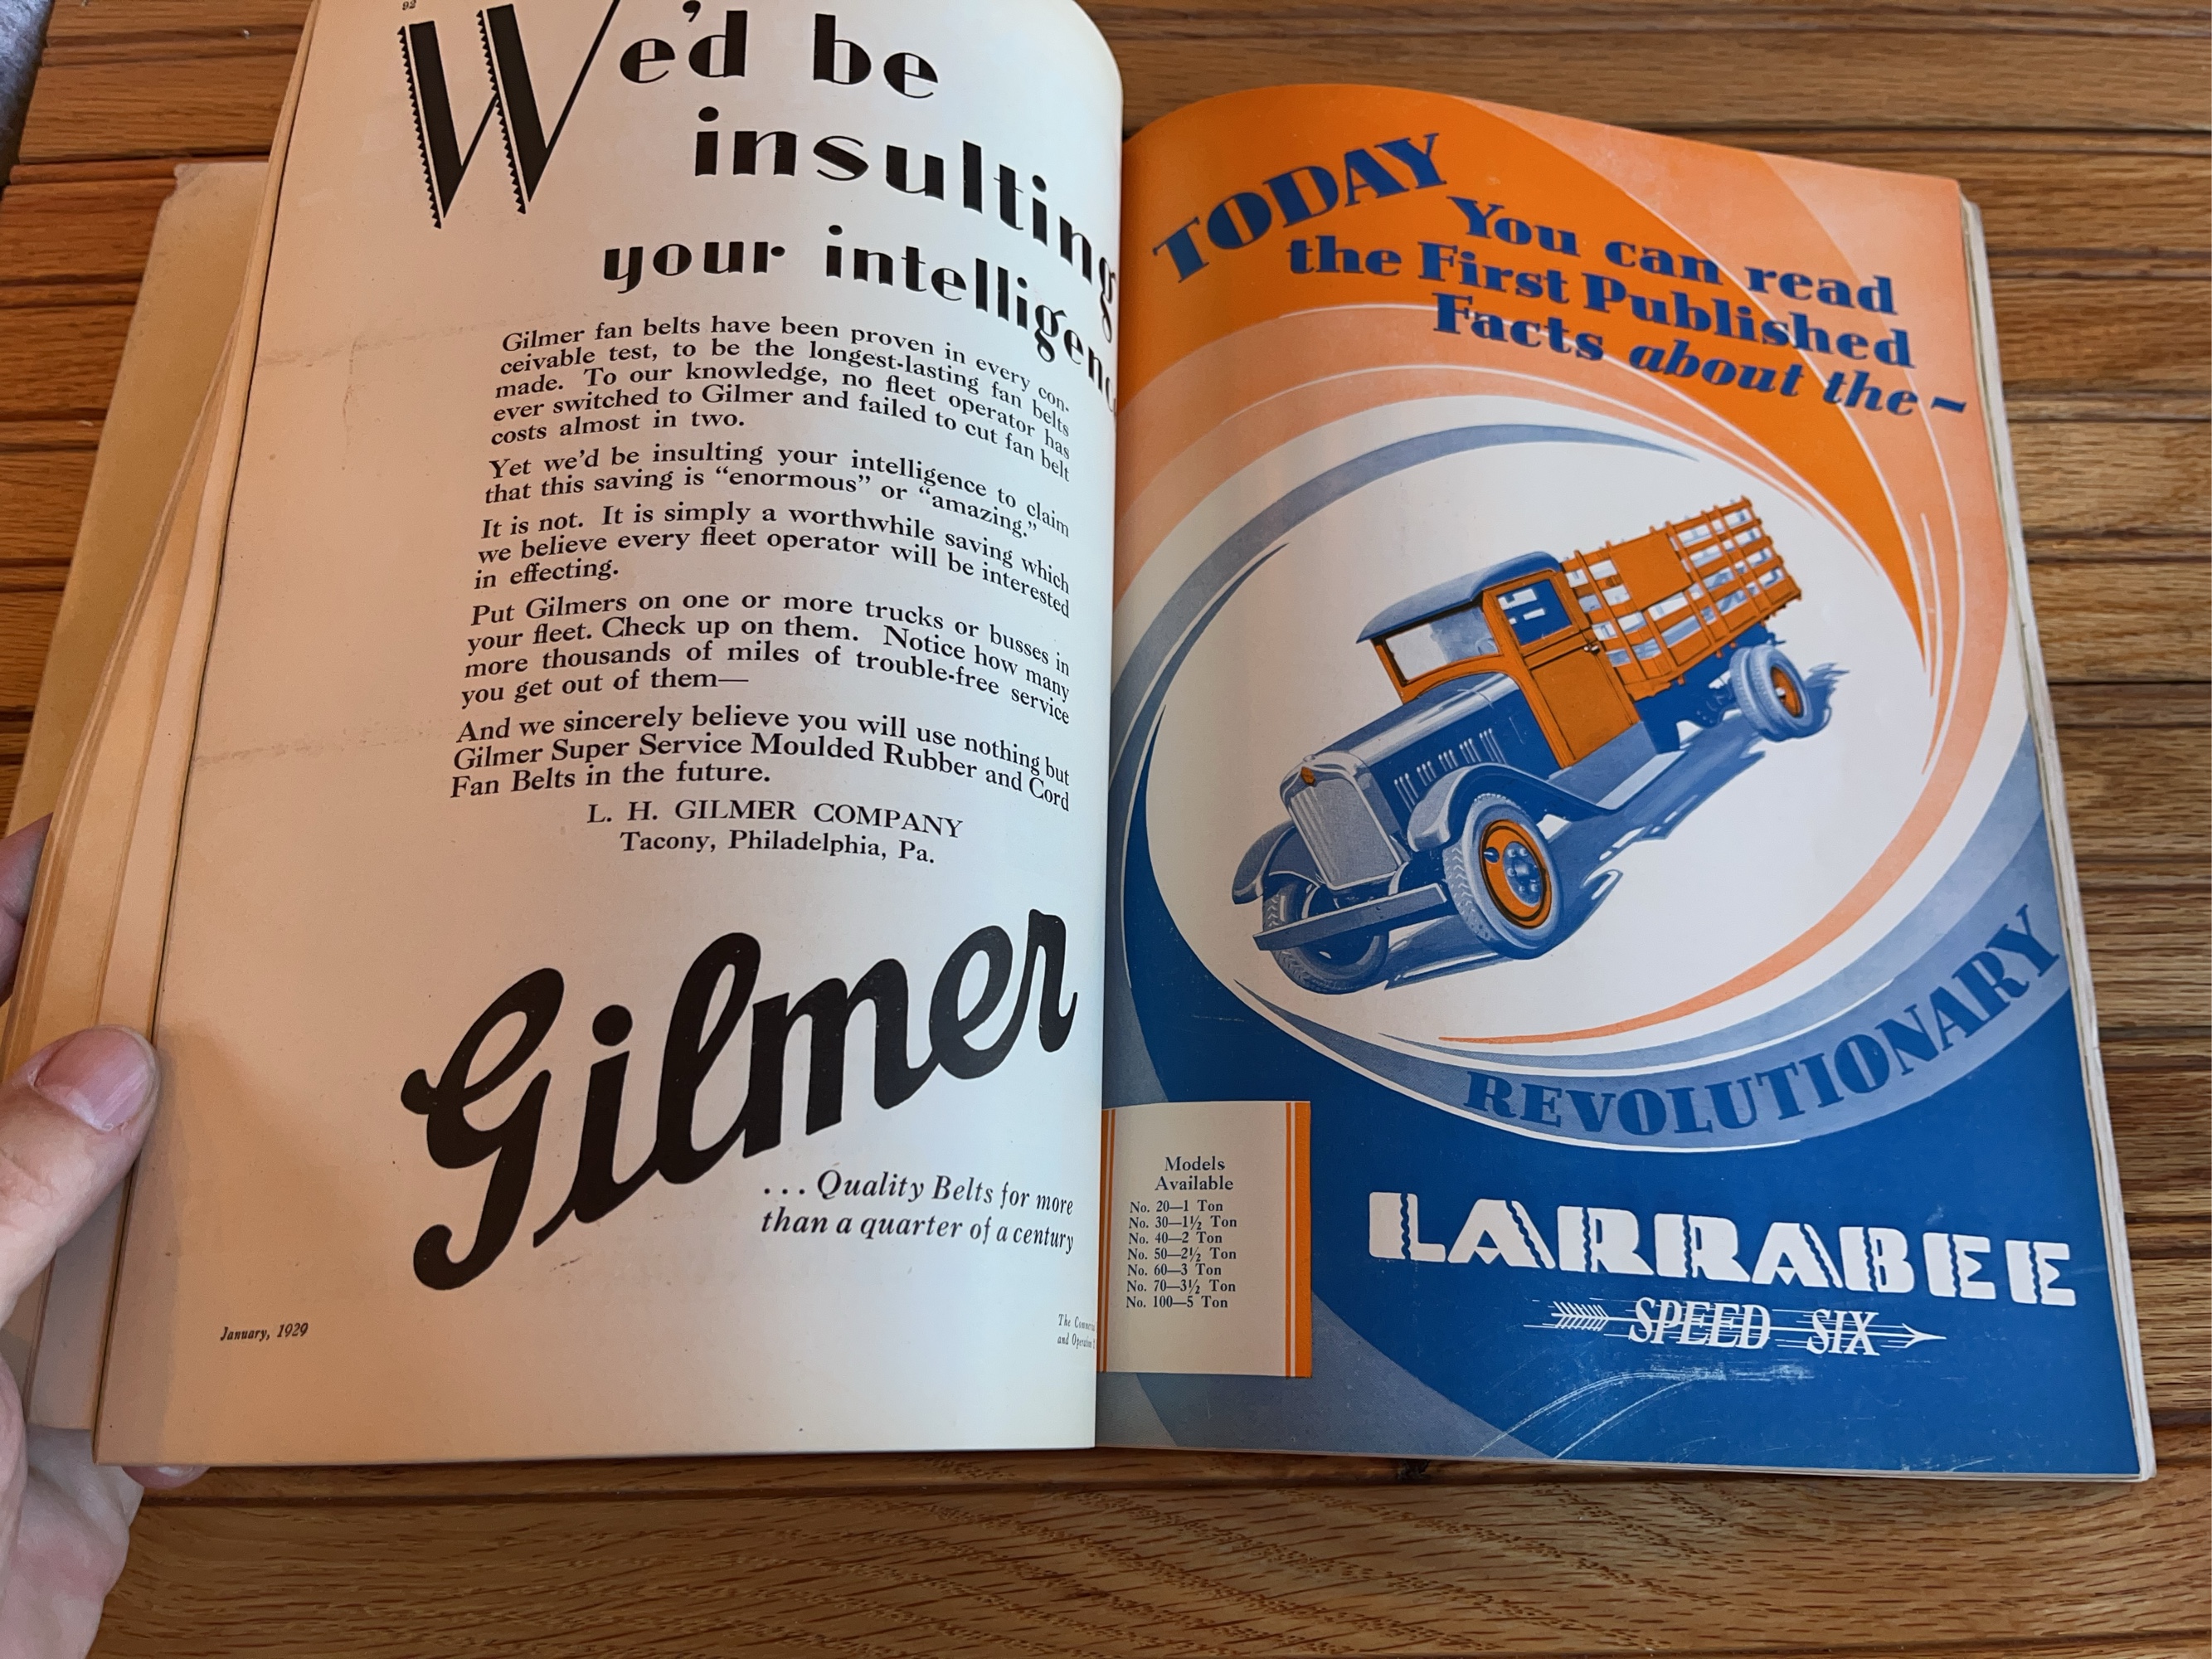 92
We'd be
insulting
your intelligenc
Gilmer fan belts have been proven in every con-
ceivable test, to be the longest-lasting fan belts
made. To our knowledge, no fleet operator has
ever switched to Gilmer and failed to cut fan belt
costs almost in two.
Yet we'd be insulting your intelligence to claim
that this saving is “enormous” or “amazing.”
It is not. It is simply a worthwhile saving which
we believe every fleet operator will be interested
in effecting.
Put Gilmers on one or more trucks or busses in
your fleet. Check up on them. Notice how many
more thousands of miles of trouble-free service
you get out of them—
And we sincerely believe you will use nothing but
Gilmer Super Service Moulded Rubber and Cord
Fan Belts in the future.
L. H. GILMER COMPANY
Tacony, Philadelphia, Pa.
Gilmer
... Quality Belts for more
than a quarter of a century
January, 1929
The
and
TODAY
You can read
the First Published
Facts about the ~
REVOLUTIONARY
LARRABEE
SPEED SIX
Models
Available
No. 20—1 Ton
No. 30—1½ Ton
No. 40—2 Ton
No. 50—2½ Ton
No. 60—3 Ton
No. 70—3½ Ton
No. 100—5 Ton